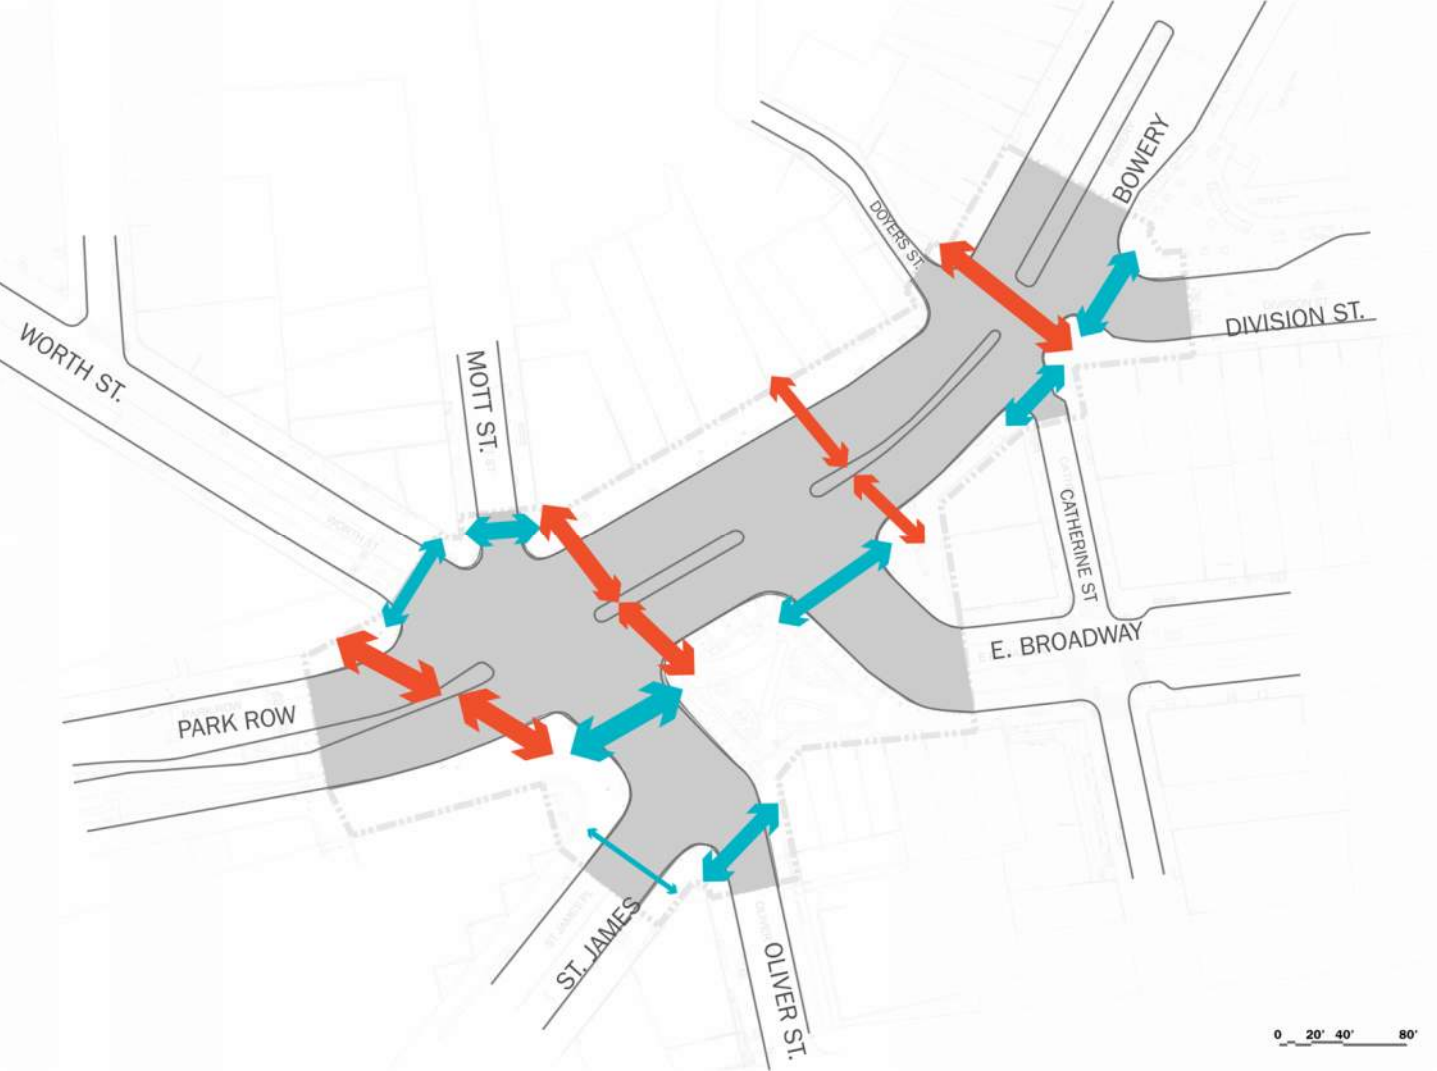 BOWERY
DOYERS ST.
DIVISION ST.
WORTH ST.
MOTT ST.
CATHERINE ST
E. BROADWAY
PARK ROW
ST. JAMES
OLIVER ST.
0 20' 40' 80'